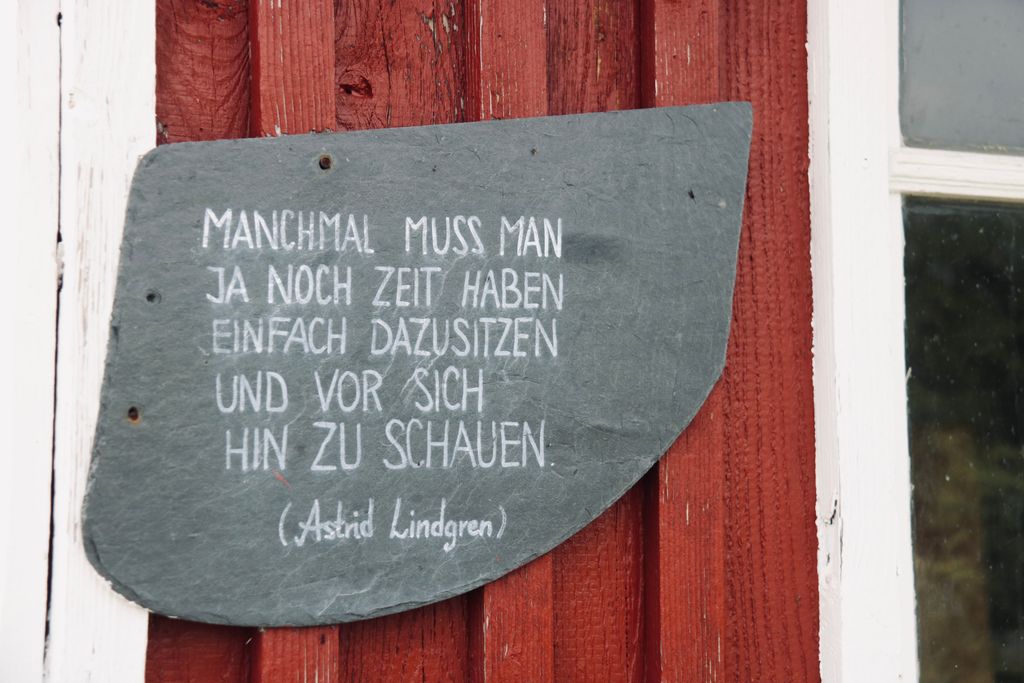 MANCHMAL MUSS MAN
JA NOCH ZEIT HABEN
EINFACH DAZUSITZEN
UND VOR SICH
HIN ZU SCHAUEN.
(Astrid Lindgren)